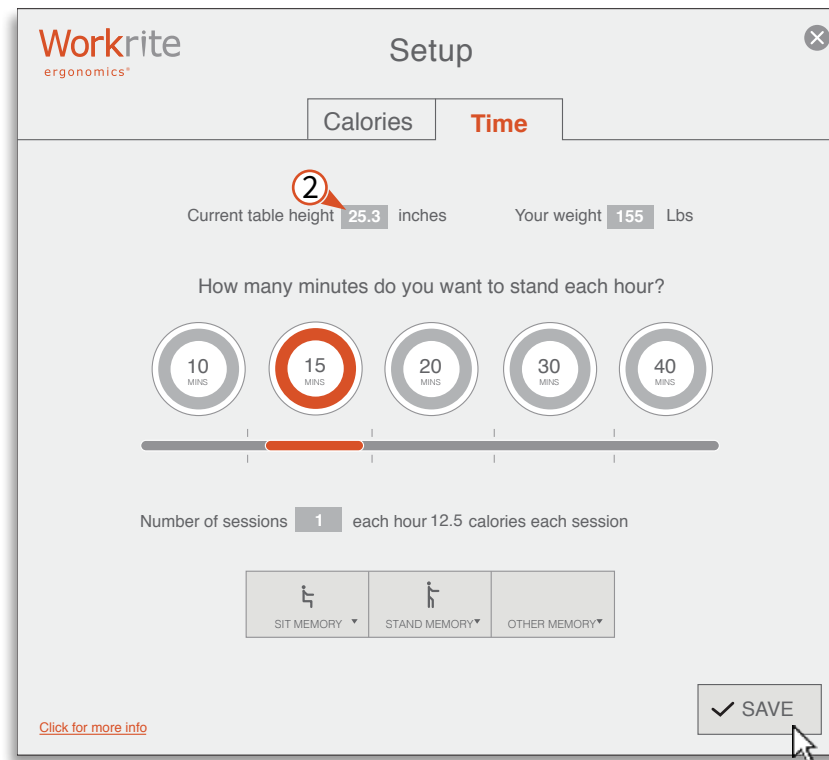 Workrite
ergonomics®
Setup
Calories
Time
2
Current table height 25.3 inches Your weight 155 Lbs
How many minutes do you want to stand each hour?
10 15 20 30 40
MINS MINS MINS MINS MINS
Number of sessions 1 each hour 12.5 calories each session
SIT MEMORY STAND MEMORY OTHER MEMORY
SAVE
Click for more info